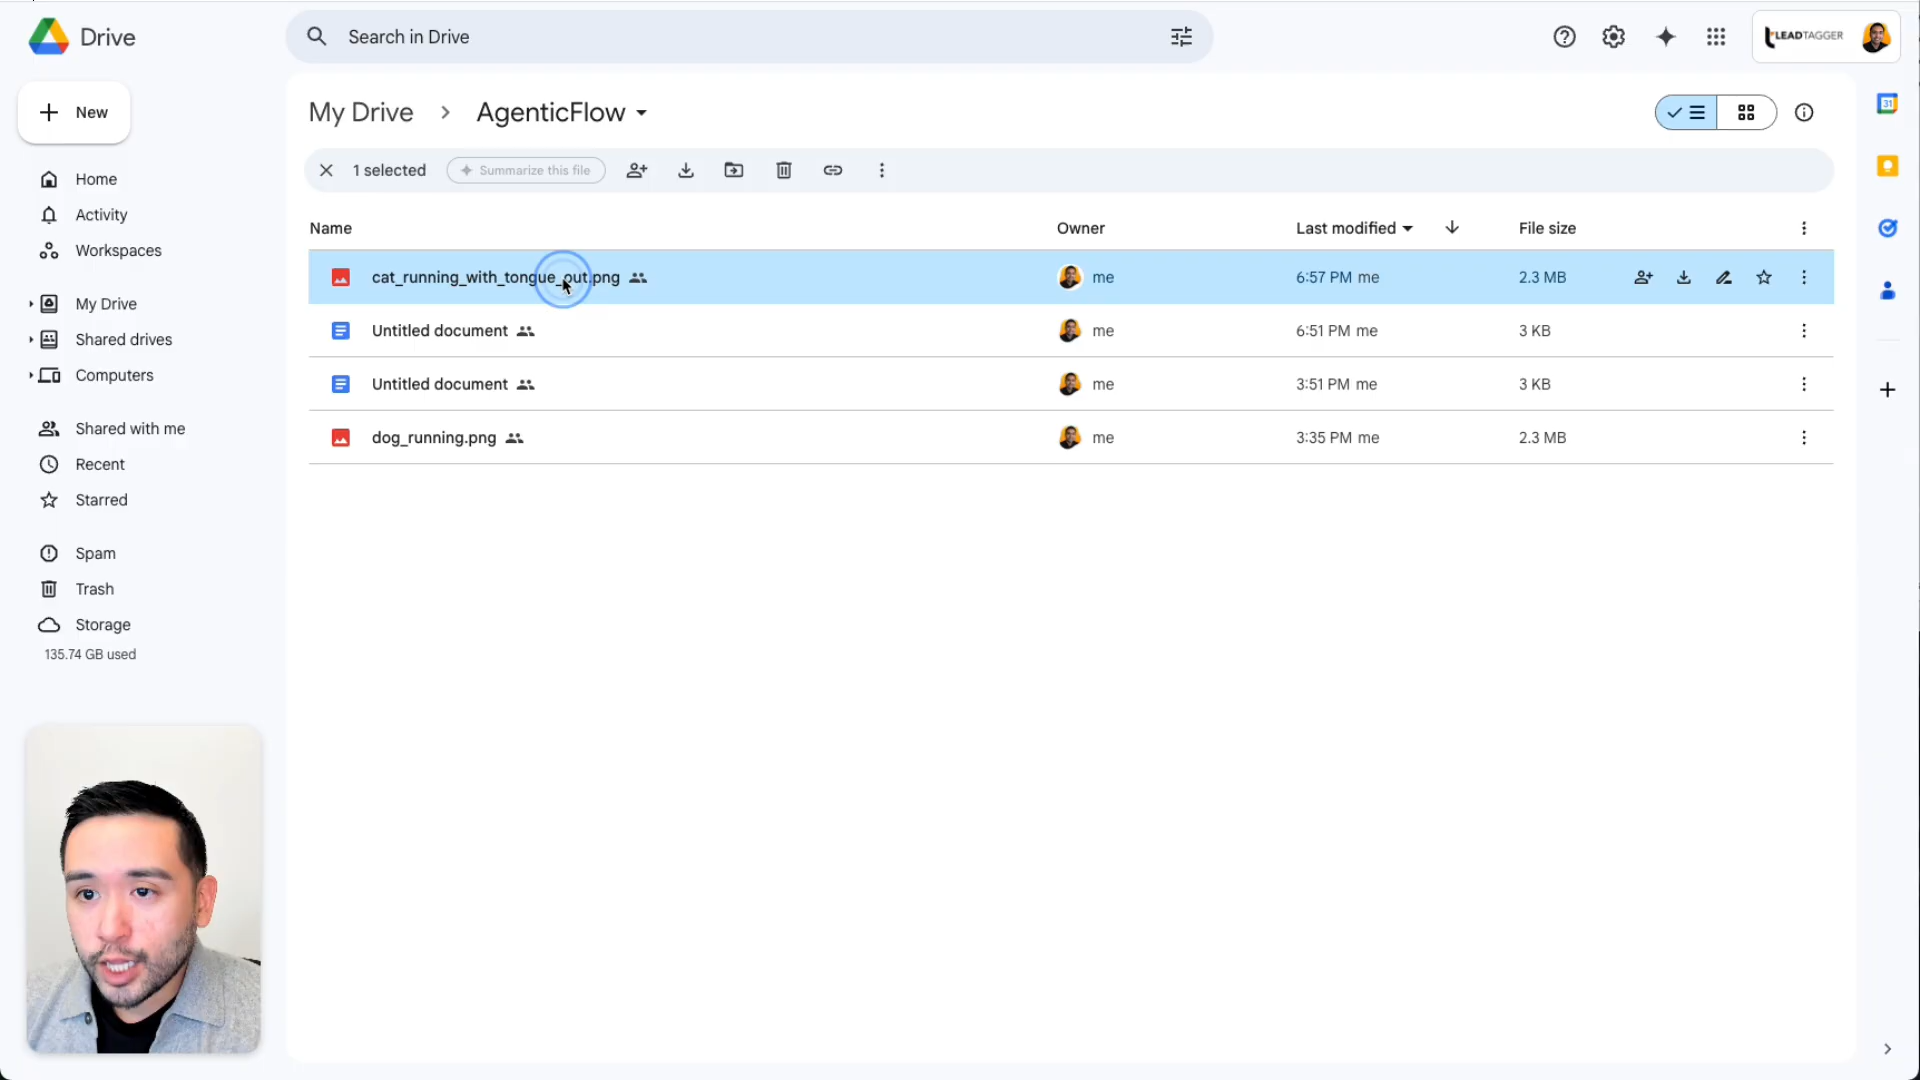 Drive
Search in Drive
LEADTAGGER
New
My Drive
AgenticFlow
1 selected
Summarize this file
Home
Activity
Workspaces
My Drive
Shared drives
Computers
Shared with me
Recent
Starred
Spam
Trash
Storage
135.74 GB used
Name Owner Last modified File size
cat_running_with_tongue_out.png me 6:57 PM me 2.3 MB
Untitled document me 6:51 PM me 3 KB
Untitled document me 3:51 PM me 3 KB
dog_running.png me 3:35 PM me 2.3 MB
31